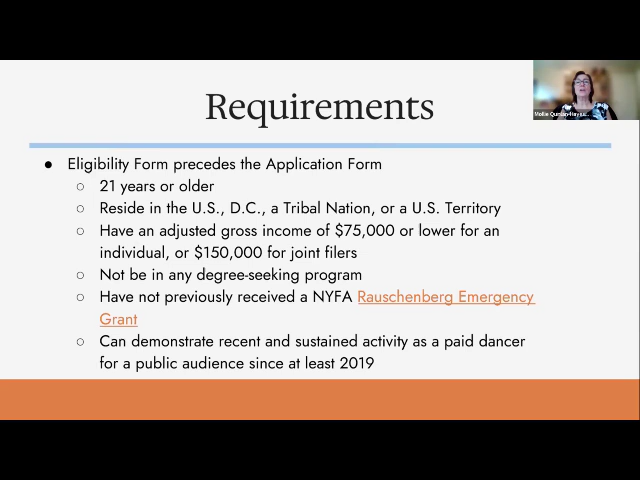 Requirements
Mollie Quinlan-Hay
● Eligibility Form precedes the Application Form
○ 21 years or older
○ Reside in the U.S., D.C., a Tribal Nation, or a U.S. Territory
○ Have an adjusted gross income of $75,000 or lower for an
individual, or $150,000 for joint filers
○ Not be in any degree-seeking program
○ Have not previously received a NYFA Rauschenberg Emergency
Grant
○ Can demonstrate recent and sustained activity as a paid dancer
for a public audience since at least 2019